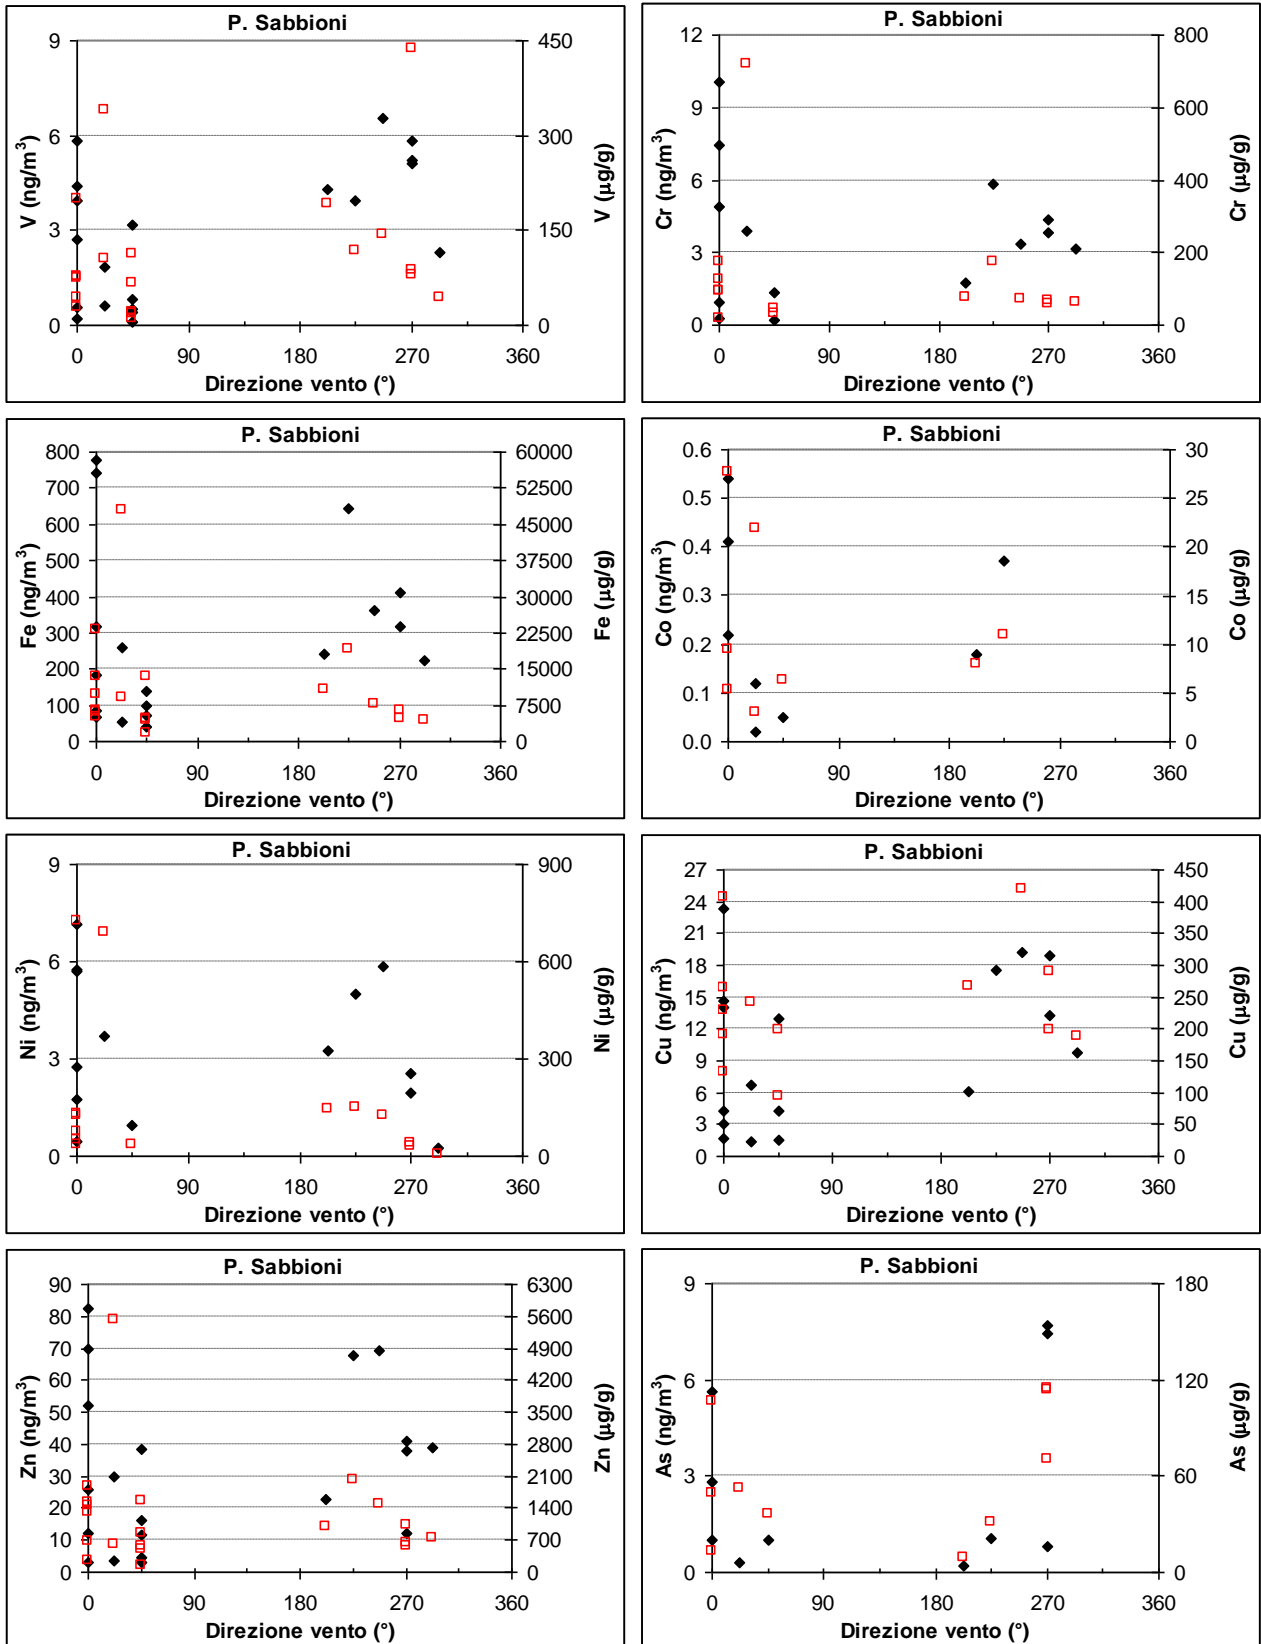 P. Sabbioni
9
6
3
0
450
300
150
0
V (ng/m³)
V (µg/g)
0 90 180 270 360
Direzione vento (°)
P. Sabbioni
12
9
6
3
0
800
600
400
200
0
Cr (ng/m³)
Cr (µg/g)
0 90 180 270 360
Direzione vento (°)
P. Sabbioni
800
700
600
500
400
300
200
100
0
60000
52500
45000
37500
30000
22500
15000
7500
0
Fe (ng/m³)
Fe (µg/g)
0 90 180 270 360
Direzione vento (°)
P. Sabbioni
0.6
0.5
0.4
0.3
0.2
0.1
0.0
30
25
20
15
10
5
0
Co (ng/m³)
Co (µg/g)
0 90 180 270 360
Direzione vento (°)
P. Sabbioni
9
6
3
0
900
600
300
0
Ni (ng/m³)
Ni (µg/g)
0 90 180 270 360
Direzione vento (°)
P. Sabbioni
27
24
21
18
15
12
9
6
3
0
450
400
350
300
250
200
150
100
50
0
Cu (ng/m³)
Cu (µg/g)
0 90 180 270 360
Direzione vento (°)
P. Sabbioni
90
80
70
60
50
40
30
20
10
0
6300
5600
4900
4200
3500
2800
2100
1400
700
0
Zn (ng/m³)
Zn (µg/g)
0 90 180 270 360
Direzione vento (°)
P. Sabbioni
9
6
3
0
180
120
60
0
As (ng/m³)
As (µg/g)
0 90 180 270 360
Direzione vento (°)